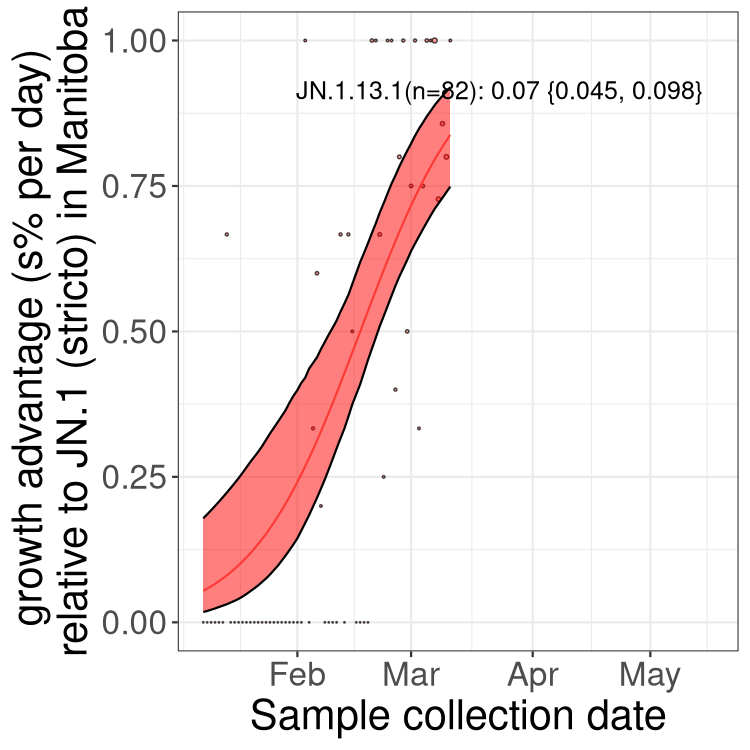 growth advantage (s% per day)
relative to JN.1 (stricto) in Manitoba
1.00
0.75
0.50
0.25
0.00
JN.1.13.1(n=82): 0.07 {0.045, 0.098}
Feb Mar Apr May
Sample collection date